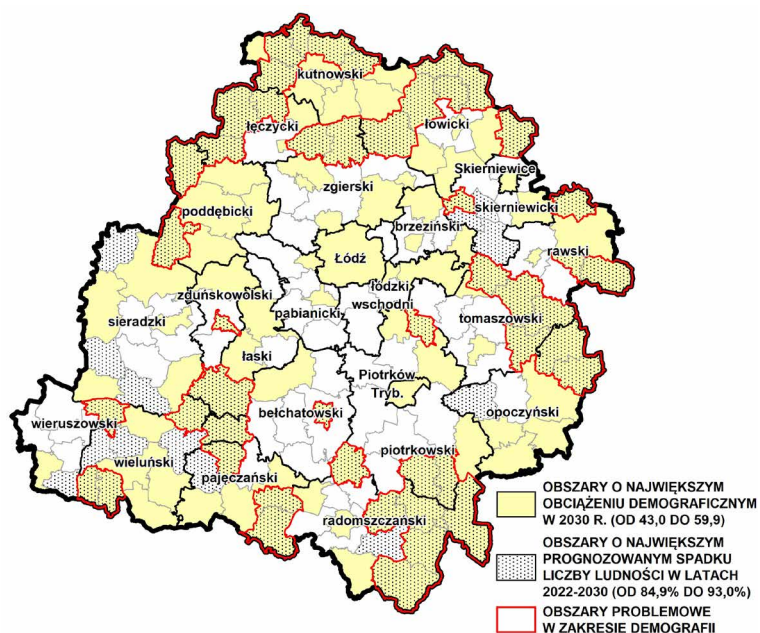 kutnowski
łęczycki
łowicki
Skierniewice
zgierski
skierniewicki
poddębicki
brzeziński
rawski
Łódź
zduńskowolski
łódzki
wschodni
sieradzki
pabianicki
tomaszowski
łaski
Piotrków
Tryb.
bełchatowski
opoczyński
wieruszowski
piotrkowski
wieluński
pajęczański
radomszczański
OBSZARY O NAJWIĘKSZYM
OBCIĄŻENIU DEMOGRAFICZNYM
W 2030 R. (OD 43,0 DO 59,9)
OBSZARY O NAJWIĘKSZYM
PROGNOZOWANYM SPADKU
LICZBY LUDNOŚCI W LATACH
2022-2030 (OD 84,9% DO 93,0%)
OBSZARY PROBLEMOWE
W ZAKRESIE DEMOGRAFII